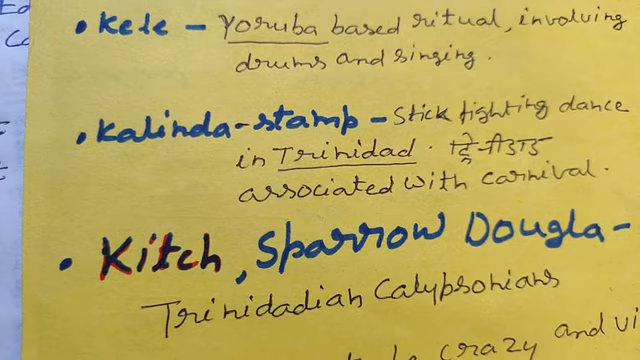 • Kele – Yoruba based ritual, involving
drums and singing.
• Kalinda-stamp – Stick fighting dance
in Trinidad.
associated with carnival.
• Kitch, Sparrow Dougla –
Trinidadian Calypsonians
crazy and vi